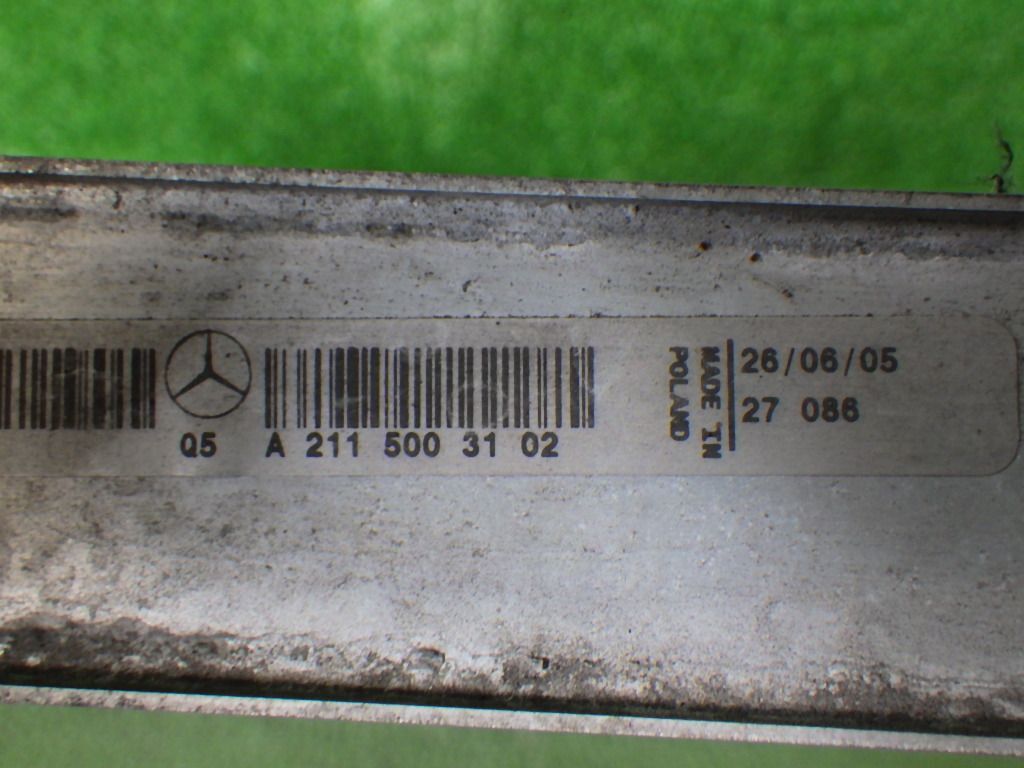 Q5 A 211 500 31 02
MADE IN
POLAND
26/06/05
27 086